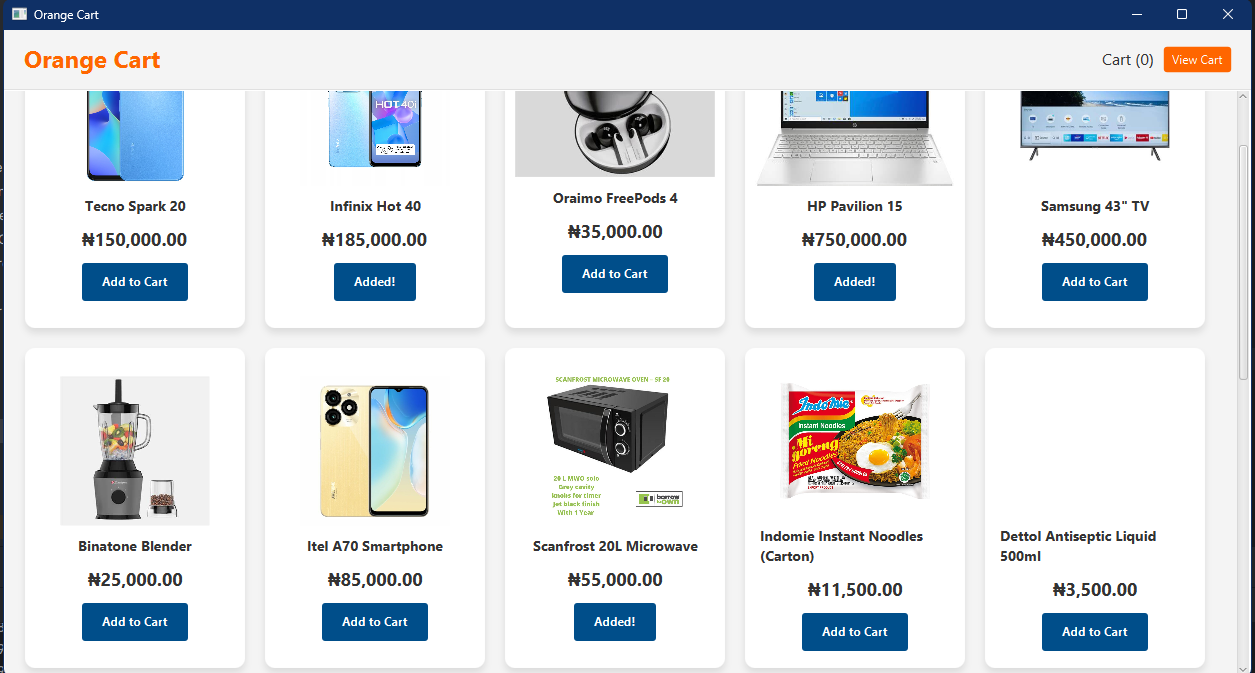 Orange Cart
Orange Cart
Cart (0)
View Cart
HOT 40i
Tecno Spark 20
Infinix Hot 40
Oraimo FreePods 4
HP Pavilion 15
Samsung 43" TV
₦150,000.00
₦185,000.00
₦35,000.00
₦750,000.00
₦450,000.00
Add to Cart
Added!
Add to Cart
Added!
Add to Cart
SCANFROST MICROWAVE OVEN - SF20
20 L MWO solo
Grey cavity
knobs for timer
Jet black finish
With 1 Year
Indomie
Instant Noodles
Mi
goreng
Fried Noodles
Binatone Blender
Itel A70 Smartphone
Scanfrost 20L Microwave
Indomie Instant Noodles
(Carton)
Dettol Antiseptic Liquid
500ml
₦25,000.00
₦85,000.00
₦55,000.00
₦11,500.00
₦3,500.00
Add to Cart
Add to Cart
Added!
Add to Cart
Add to Cart